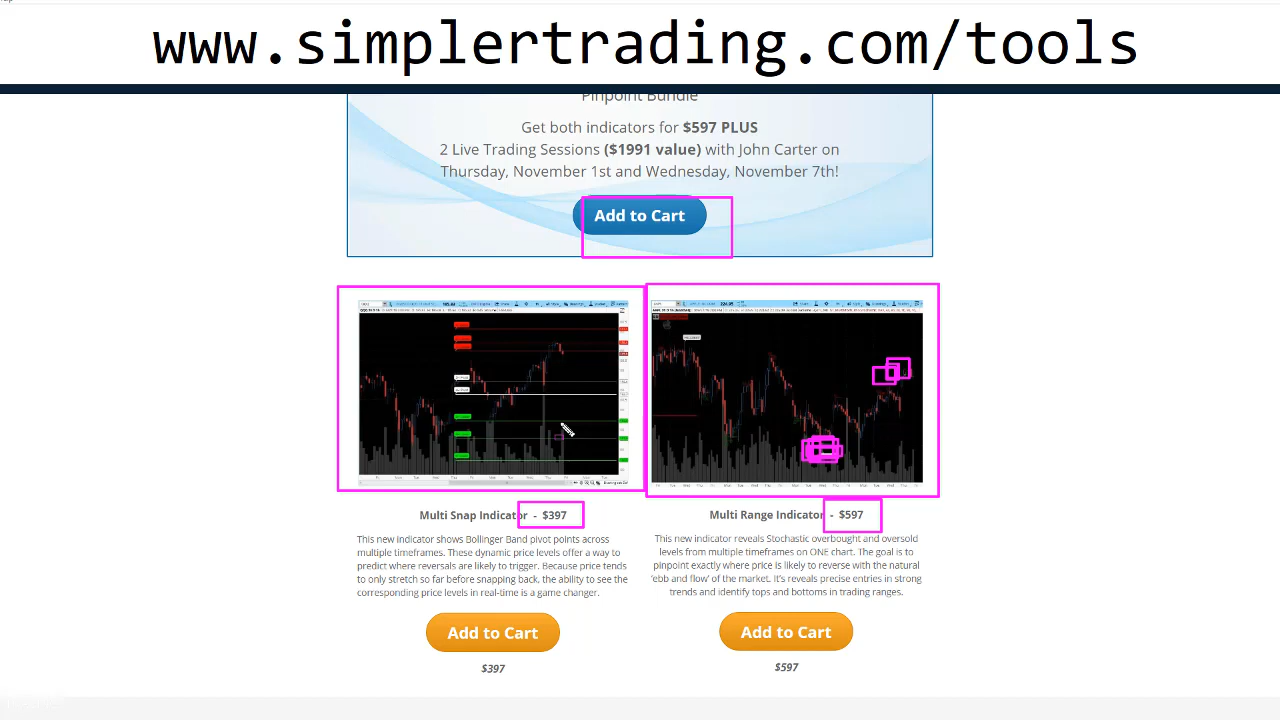 www.simplertrading.com/tools
Pinpoint Bundle
Get both indicators for $597 PLUS
2 Live Trading Sessions ($1991 value) with John Carter on
Thursday, November 1st and Wednesday, November 7th!
Add to Cart
Multi Snap Indicator - $397
This new indicator shows Bollinger Band pivot points across
multiple timeframes. These dynamic price levels offer a way to
predict where reversals are likely to trigger. Because price tends
to only stretch so far before snapping back, the ability to see the
corresponding price levels in real-time is a game changer.
Add to Cart
$397
Multi Range Indicator - $597
This new indicator reveals Stochastic overbought and oversold
levels from multiple timeframes on ONE chart. The goal is to
pinpoint exactly where price is likely to reverse with the natural
'ebb and flow' of the market. It's reveals precise entries in strong
trends and identify tops and bottoms in trading ranges.
Add to Cart
$597